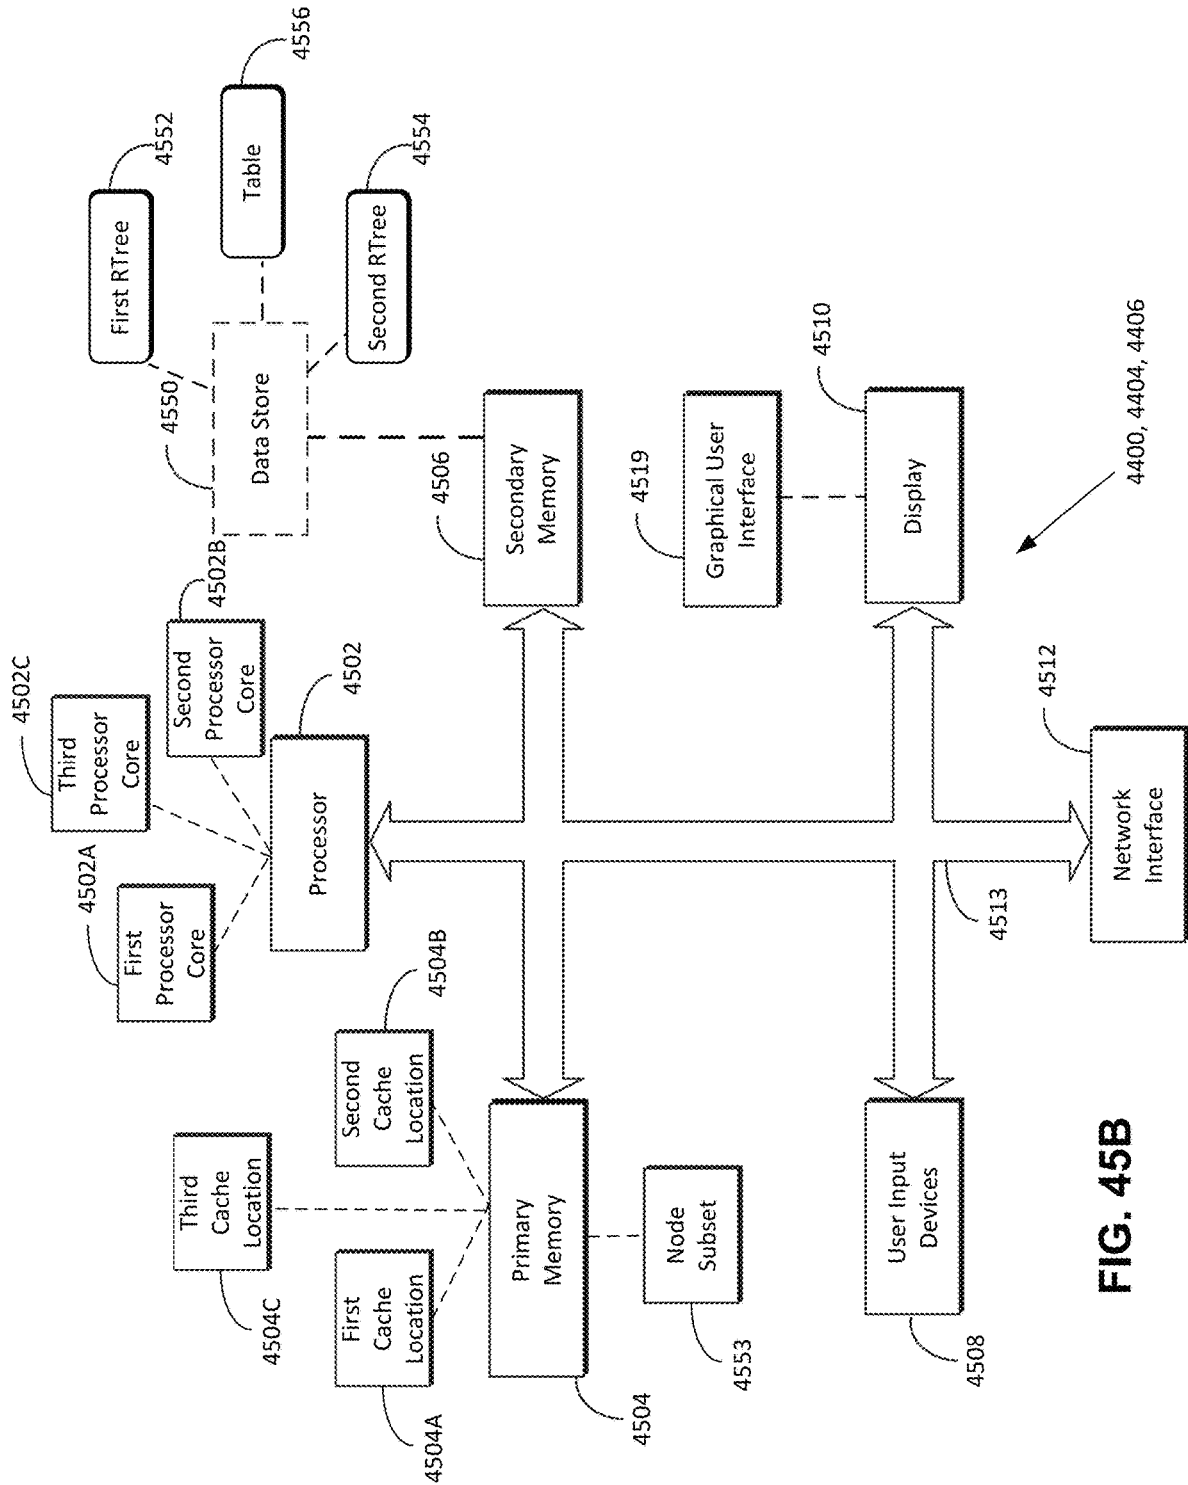 4504A
First
Cache
Location
4504C
Third
Cache
Location
Second
Cache
Location
4504B
4504
Primary
Memory
Node
Subset
4553
4502A
First
Processor
Core
4502C
Third
Processor
Core
Second
Processor
Core
4502B
Processor
4502
4550
Data Store
First RTree
4552
Table
4556
Second RTree
4554
4506
Secondary
Memory
4519
Graphical User
Interface
4510
Display
4508
User Input
Devices
4513
4512
Network
Interface
4400, 4404, 4406
FIG. 45B